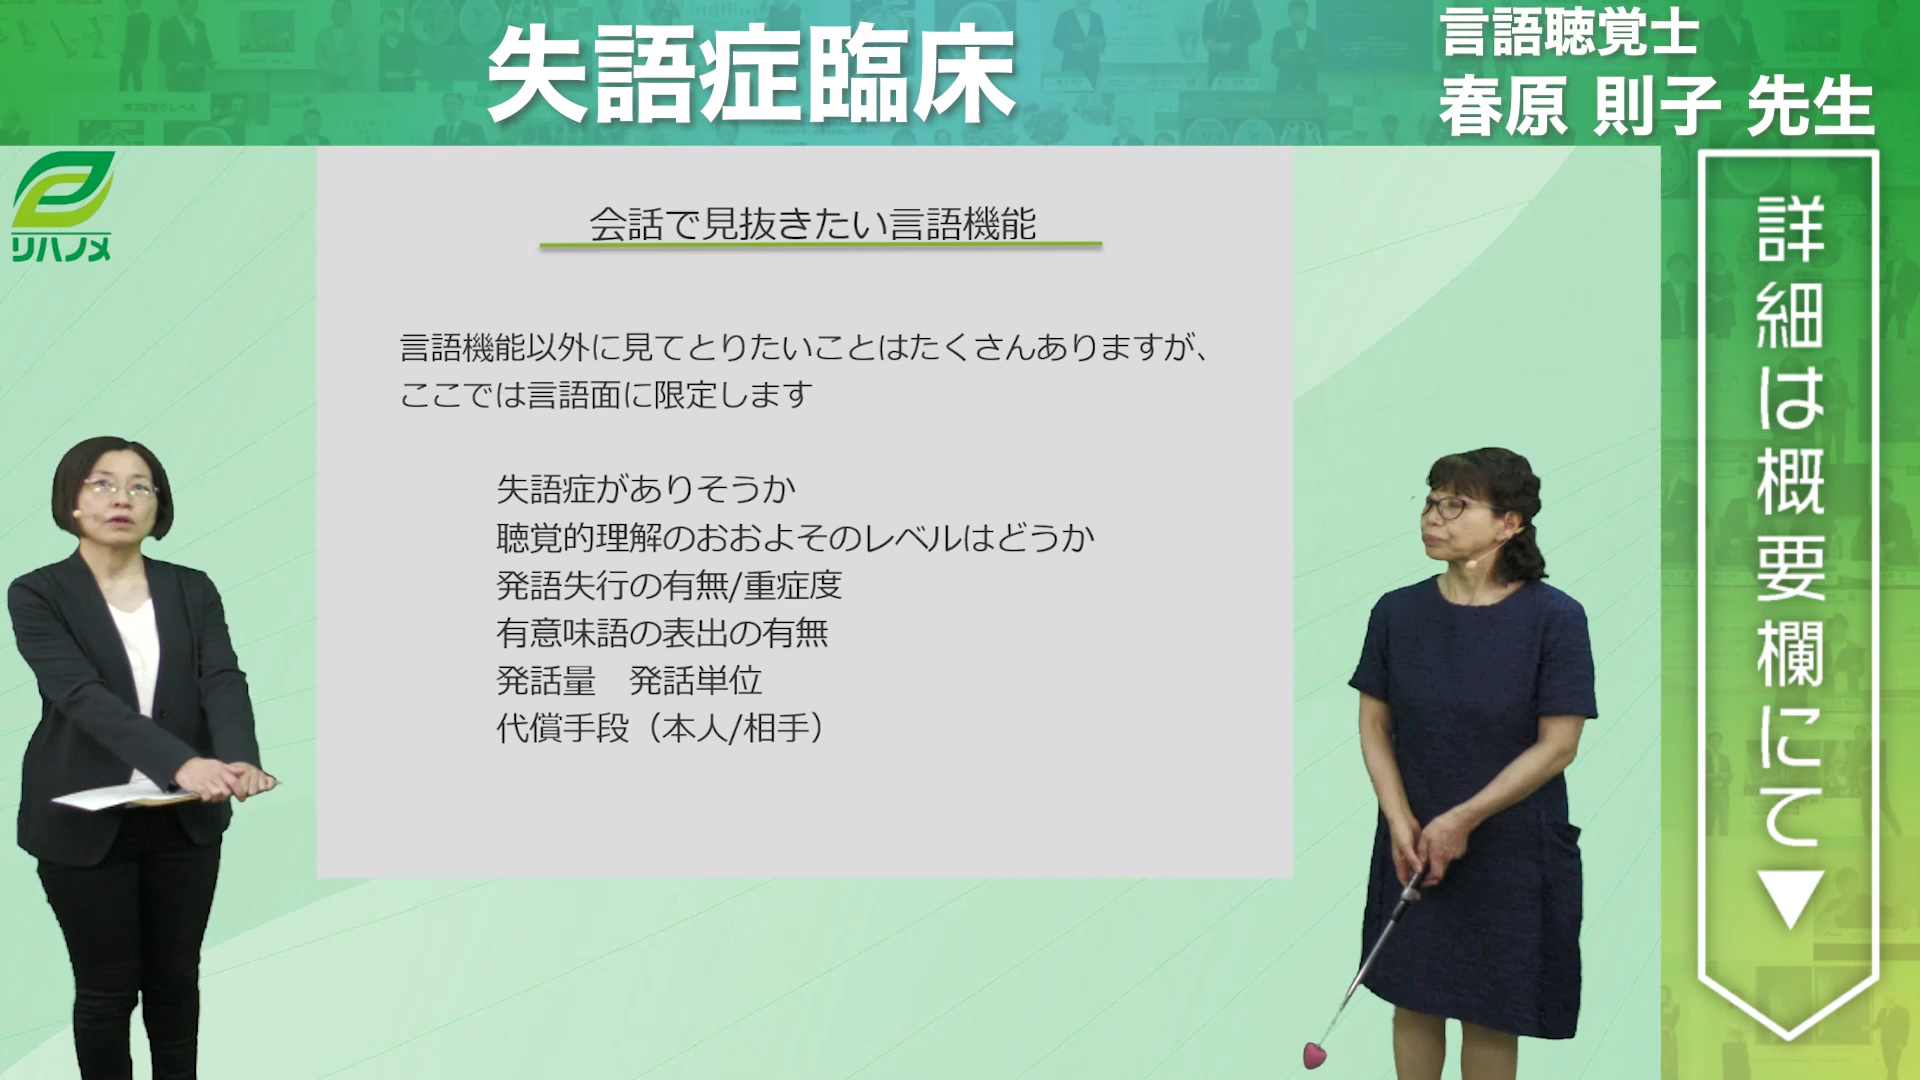 失語症臨床
言語聴覚士
春原 則子 先生
リハノメ
会話で見抜きたい言語機能
言語機能以外に見てとりたいことはたくさんありますが、
ここでは言語面に限定します
失語症がありそうか
聴覚的理解のおおよそのレベルはどうか
発語失行の有無/重症度
有意味語の表出の有無
発話量　発話単位
代償手段（本人/相手）
詳細は概要欄にて▼